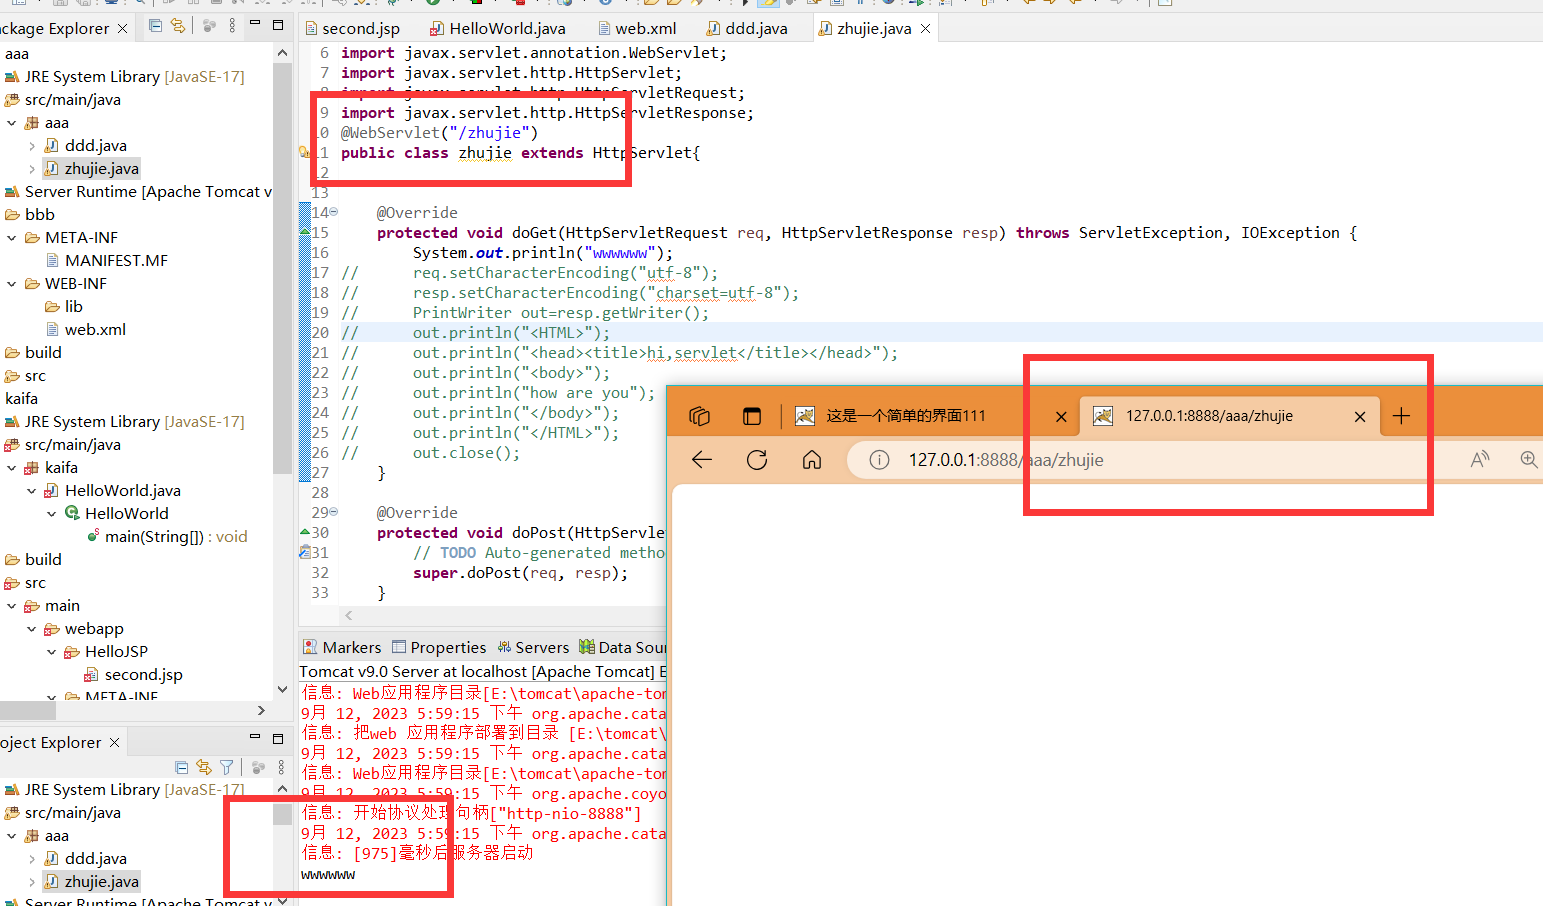 ckage Explorer
aaa
JRE System Library [JavaSE-17]
src/main/java
aaa
ddd.java
zhujie.java
Server Runtime [Apache Tomcat v
bbb
META-INF
MANIFEST.MF
WEB-INF
lib
web.xml
build
src
kaifa
JRE System Library [JavaSE-17]
src/main/java
kaifa
HelloWorld.java
HelloWorld
main(String[]) : void
build
src
main
webapp
HelloJSP
second.jsp
META-INF
oject Explorer
JRE System Library [JavaSE-17]
src/main/java
aaa
ddd.java
zhujie.java
Server Runtime [Apache Tomcat v
second.jsp HelloWorld.java web.xml ddd.java zhujie.java
6 import javax.servlet.annotation.WebServlet;
7 import javax.servlet.http.HttpServlet;
8 import javax.servlet.http.HttpServletRequest;
9 import javax.servlet.http.HttpServletResponse;
10 @WebServlet("/zhujie")
11 public class zhujie extends HttpServlet{
12
13
14 @Override
15 protected void doGet(HttpServletRequest req, HttpServletResponse resp) throws ServletException, IOException {
16 System.out.println("wwwwww");
17 // req.setCharacterEncoding("utf-8");
18 // resp.setCharacterEncoding("charset=utf-8");
19 // PrintWriter out=resp.getWriter();
20 // out.println("<HTML>");
21 // out.println("<head><title>hi,servlet</title></head>");
22 // out.println("<body>");
23 // out.println("how are you");
24 // out.println("</body>");
25 // out.println("</HTML>");
26 // out.close();
27 }
28
29 @Override
30 protected void doPost(HttpServlet
31 // TODO Auto-generated metho
32 super.doPost(req, resp);
33 }
Markers Properties Servers Data Sou
Tomcat v9.0 Server at localhost [Apache Tomcat] E
信息: Web应用程序目录[E:\tomcat\apache-tom
9月 12, 2023 5:59:15 下午 org.apache.cata
信息: 把web 应用程序部署到目录 [E:\tomcat\
9月 12, 2023 5:59:15 下午 org.apache.cata
信息: Web应用程序目录[E:\tomcat\apache-tom
9月 12, 2023 5:59:15 下午 org.apache.coyo
信息: 开始协议处理句柄["http-nio-8888"]
9月 12, 2023 5:59:15 下午 org.apache.cata
信息: [975]毫秒后服务器启动
wwwwww
这是一个简单的界面111
127.0.0.1:8888/aaa/zhujie
127.0.0.1:8888/aaa/zhujie